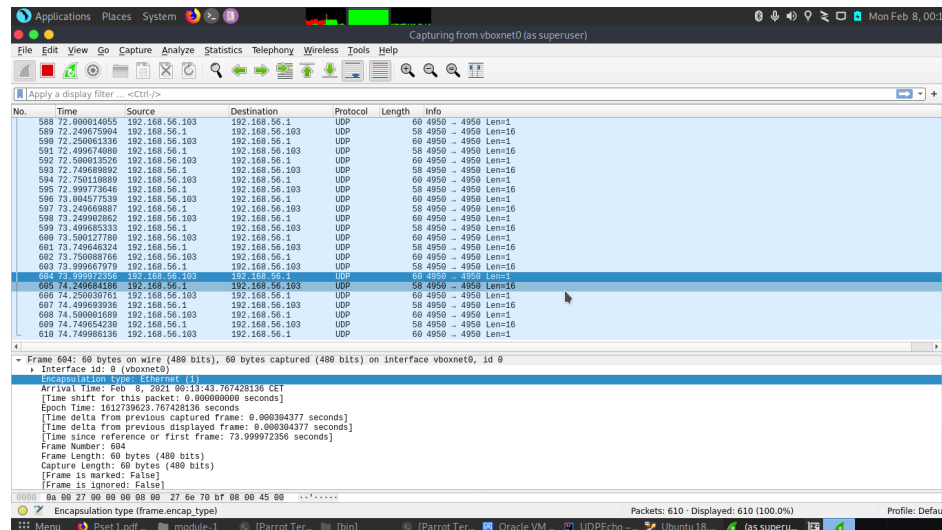 Applications Places System Mon Feb 8, 00:1
Capturing from vboxnet0 (as superuser)
File Edit View Go Capture Analyze Statistics Telephony Wireless Tools Help
Apply a display filter ... <Ctrl-/>
No. Time Source Destination Protocol Length Info
588 72.000014055 192.168.56.103 192.168.56.1 UDP 60 4950 → 4950 Len=1
589 72.249675904 192.168.56.1 192.168.56.103 UDP 58 4950 → 4950 Len=16
590 72.250061336 192.168.56.103 192.168.56.1 UDP 60 4950 → 4950 Len=1
591 72.499674080 192.168.56.1 192.168.56.103 UDP 58 4950 → 4950 Len=16
592 72.500013526 192.168.56.103 192.168.56.1 UDP 60 4950 → 4950 Len=1
593 72.749689892 192.168.56.1 192.168.56.103 UDP 58 4950 → 4950 Len=16
594 72.750110889 192.168.56.103 192.168.56.1 UDP 60 4950 → 4950 Len=1
595 72.999773646 192.168.56.1 192.168.56.103 UDP 58 4950 → 4950 Len=16
596 73.004577539 192.168.56.103 192.168.56.1 UDP 60 4950 → 4950 Len=1
597 73.249669887 192.168.56.1 192.168.56.103 UDP 58 4950 → 4950 Len=16
598 73.249902862 192.168.56.103 192.168.56.1 UDP 60 4950 → 4950 Len=1
599 73.499685333 192.168.56.1 192.168.56.103 UDP 58 4950 → 4950 Len=16
600 73.500127780 192.168.56.103 192.168.56.1 UDP 60 4950 → 4950 Len=1
601 73.749646324 192.168.56.1 192.168.56.103 UDP 58 4950 → 4950 Len=16
602 73.750088766 192.168.56.103 192.168.56.1 UDP 60 4950 → 4950 Len=1
603 73.999667979 192.168.56.1 192.168.56.103 UDP 58 4950 → 4950 Len=16
604 73.999972356 192.168.56.103 192.168.56.1 UDP 60 4950 → 4950 Len=1
605 74.249684186 192.168.56.1 192.168.56.103 UDP 58 4950 → 4950 Len=16
606 74.250030761 192.168.56.103 192.168.56.1 UDP 60 4950 → 4950 Len=1
607 74.499693936 192.168.56.1 192.168.56.103 UDP 58 4950 → 4950 Len=16
608 74.500001689 192.168.56.103 192.168.56.1 UDP 60 4950 → 4950 Len=1
609 74.749654230 192.168.56.1 192.168.56.103 UDP 58 4950 → 4950 Len=16
610 74.749986136 192.168.56.103 192.168.56.1 UDP 60 4950 → 4950 Len=1
Frame 604: 60 bytes on wire (480 bits), 60 bytes captured (480 bits) on interface vboxnet0, id 0
Interface id: 0 (vboxnet0)
Encapsulation type: Ethernet (1)
Arrival Time: Feb 8, 2021 00:13:43.767428136 CET
[Time shift for this packet: 0.000000000 seconds]
Epoch Time: 1612739623.767428136 seconds
[Time delta from previous captured frame: 0.000304377 seconds]
[Time delta from previous displayed frame: 0.000304377 seconds]
[Time since reference or first frame: 73.999972356 seconds]
Frame Number: 604
Frame Length: 60 bytes (480 bits)
Capture Length: 60 bytes (480 bits)
[Frame is marked: False]
[Frame is ignored: False]
0000 0a 00 27 00 00 00 08 00 27 6e 70 bf 08 00 45 00 ··'·····
Encapsulation type (frame.encap_type) Packets: 610 · Displayed: 610 (100.0%) Profile: Defau
Menu Pset 1.pdf ... module-1 [Parrot Ter... [bin] [Parrot Ter... Oracle VM ... UDPEcho –... Ubuntu 18.... (as superu...